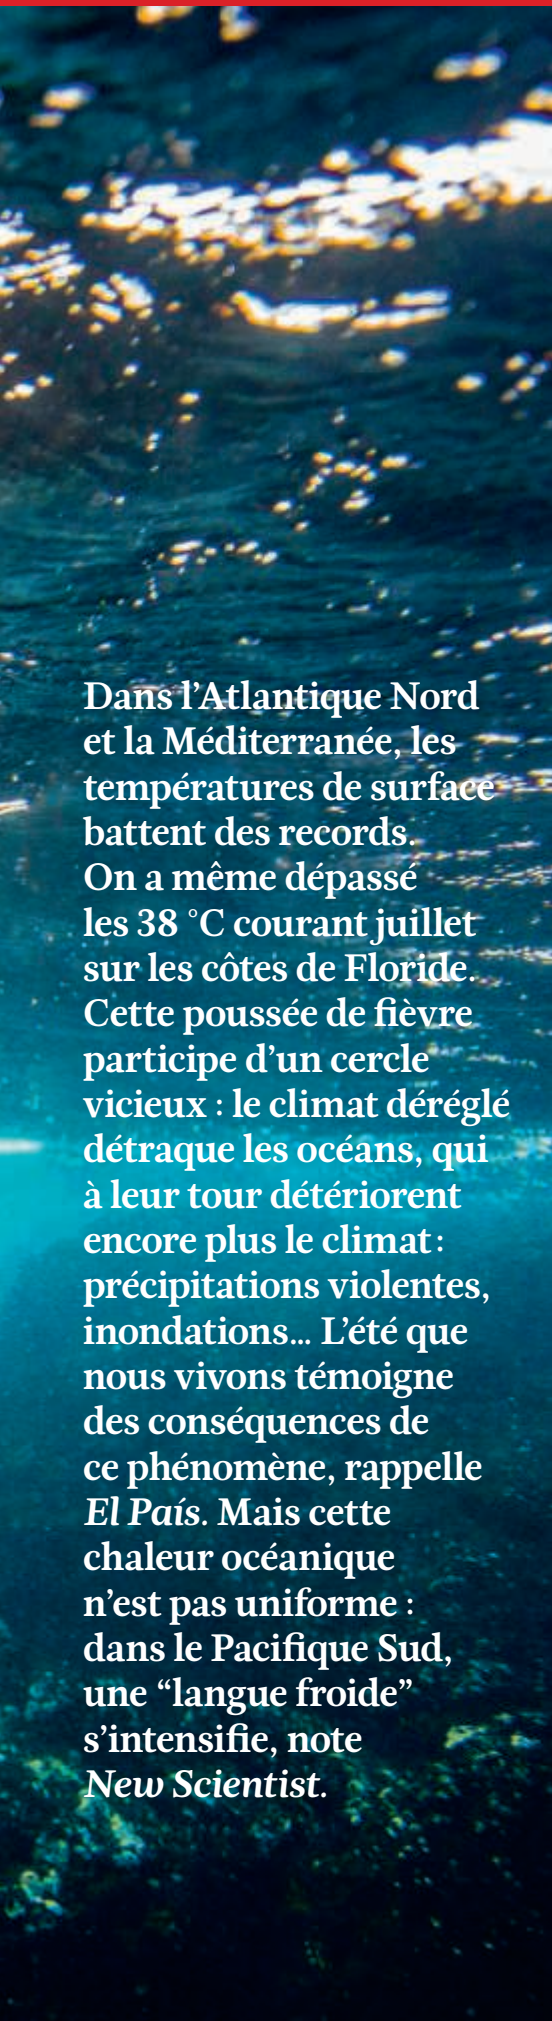 Dans l’Atlantique Nord
et la Méditerranée, les
températures de surface
battent des records.
On a même dépassé
les 38 °C courant juillet
sur les côtes de Floride.
Cette poussée de fièvre
participe d’un cercle
vicieux : le climat déréglé
détraque les océans, qui
à leur tour détériorent
encore plus le climat :
précipitations violentes,
inondations… L’été que
nous vivons témoigne
des conséquences de
ce phénomène, rappelle
El País. Mais cette
chaleur océanique
n’est pas uniforme :
dans le Pacifique Sud,
une “langue froide”
s’intensifie, note
New Scientist.